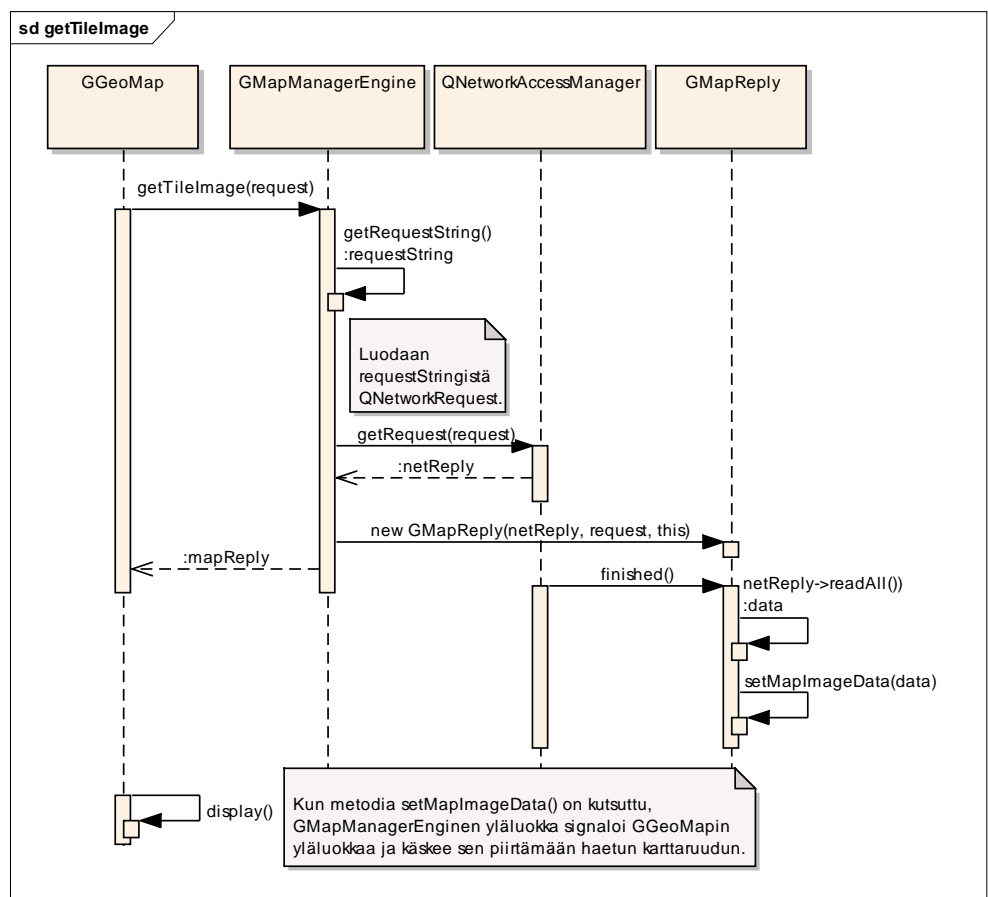 sd getTileImage
GGeoMap
GMapManagerEngine
QNetworkAccessManager
GMapReply
getTileImage(request)
getRequestString()
:requestString
Luodaan
requestStringistä
QNetworkRequest.
getRequest(request)
:netReply
new GMapReply(netReply, request, this)
:mapReply
finished()
netReply->readAll())
:data
setMapImageData(data)
display()
Kun metodia setMapImageData() on kutsuttu,
GMapManagerEnginen yläluokka signaloi GGeoMapin
yläluokkaa ja käskee sen piirtämään haetun karttaruudun.